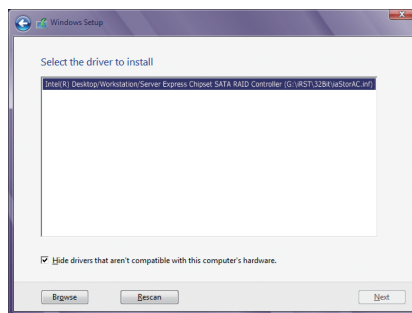 Windows Setup
Select the driver to install
Intel(R) Desktop/Workstation/Server Express Chipset SATA RAID Controller (G:\iRST\32Bit\iaStorAC.inf)
Hide drivers that aren't compatible with this computer's hardware.
Browse
Rescan
Next